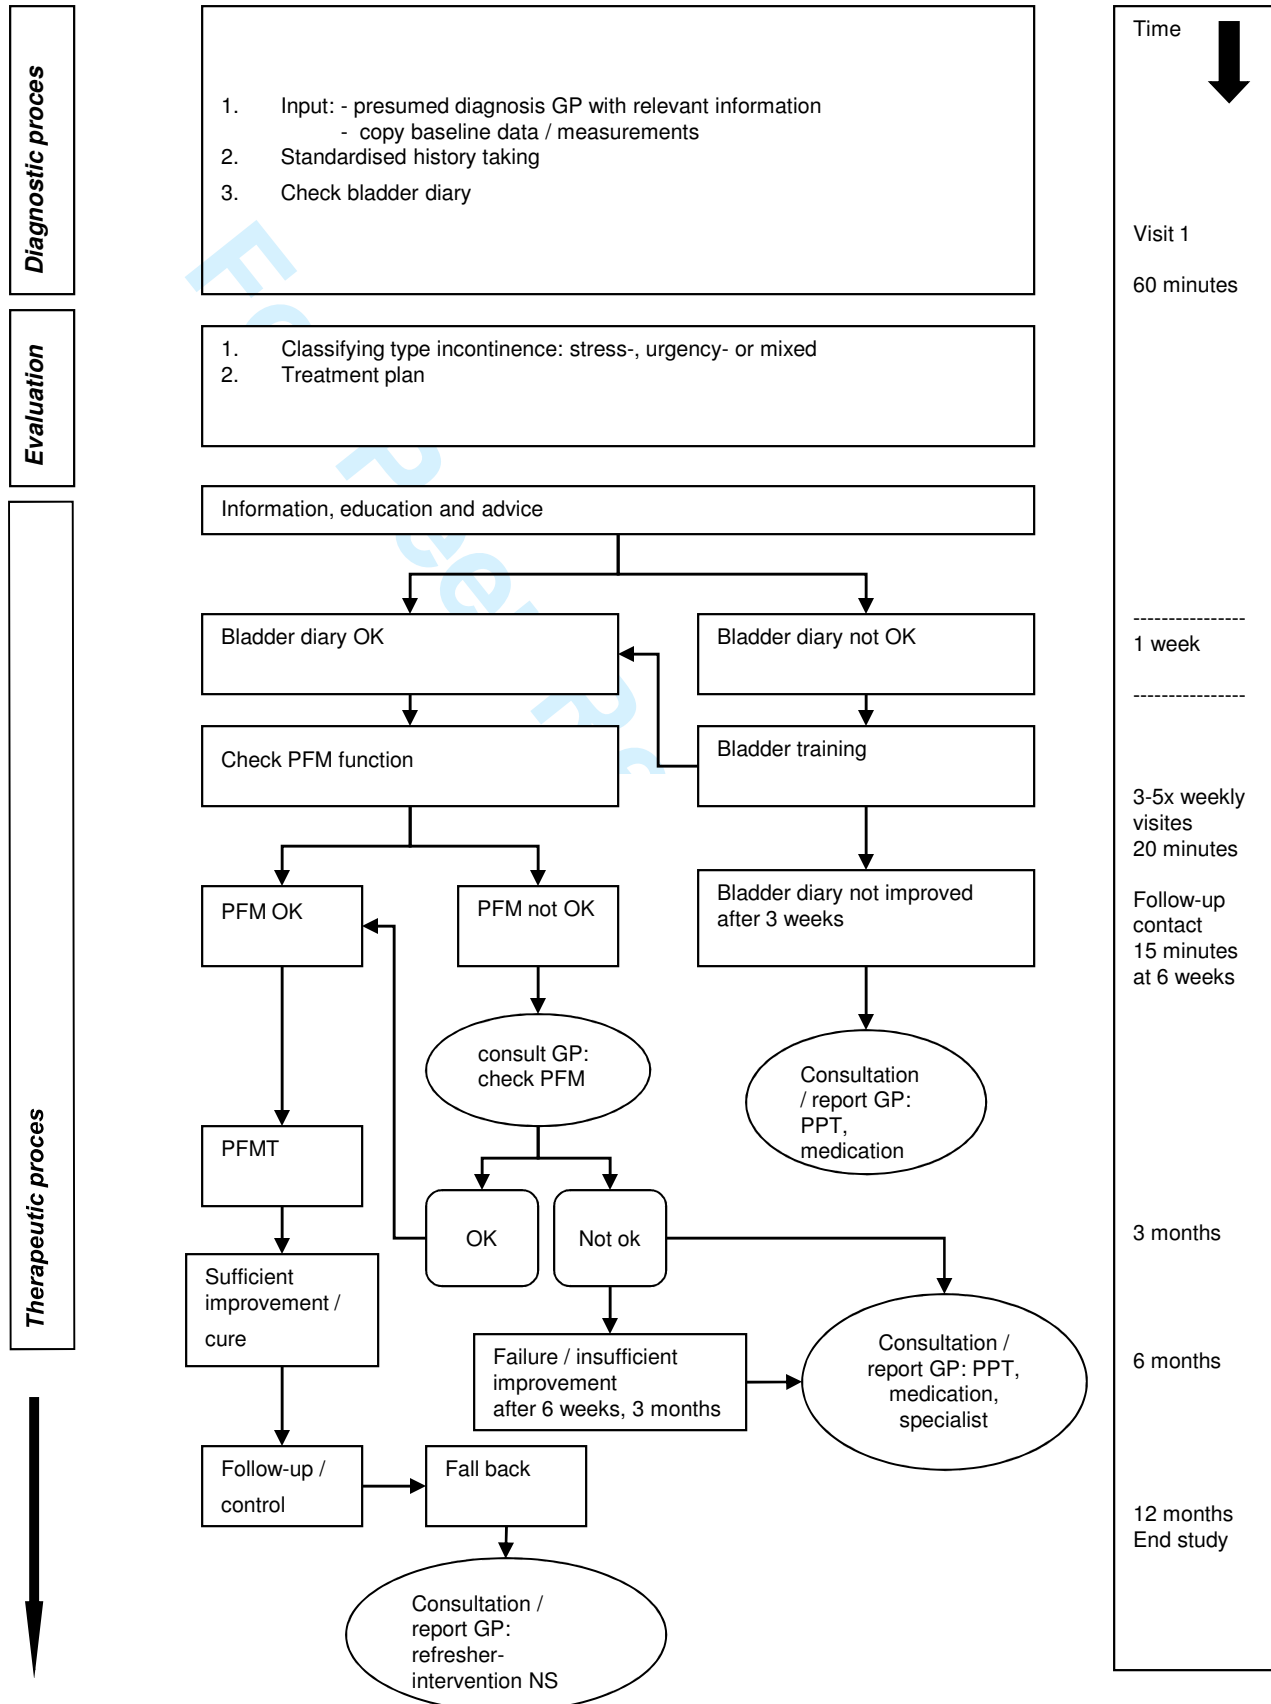 Diagnostic proces
1. Input: - presumed diagnosis GP with relevant information
- copy baseline data / measurements
2. Standardised history taking
3. Check bladder diary
Time
Visit 1
60 minutes
Evaluation
1. Classifying type incontinence: stress-, urgency- or mixed
2. Treatment plan
Therapeutic proces
Information, education and advice
Bladder diary OK
Bladder diary not OK
----------------
1 week
----------------
Check PFM function
Bladder training
3-5x weekly
visites
20 minutes
PFM OK
PFM not OK
Bladder diary not improved
after 3 weeks
Follow-up
contact
15 minutes
at 6 weeks
consult GP:
check PFM
Consultation
/ report GP:
PPT,
medication
PFMT
OK
Not ok
3 months
Sufficient
improvement /
cure
Failure / insufficient
improvement
after 6 weeks, 3 months
Consultation /
report GP: PPT,
medication,
specialist
6 months
Follow-up /
control
Fall back
12 months
End study
Consultation /
report GP:
refresher-
intervention NS
For Peer Re